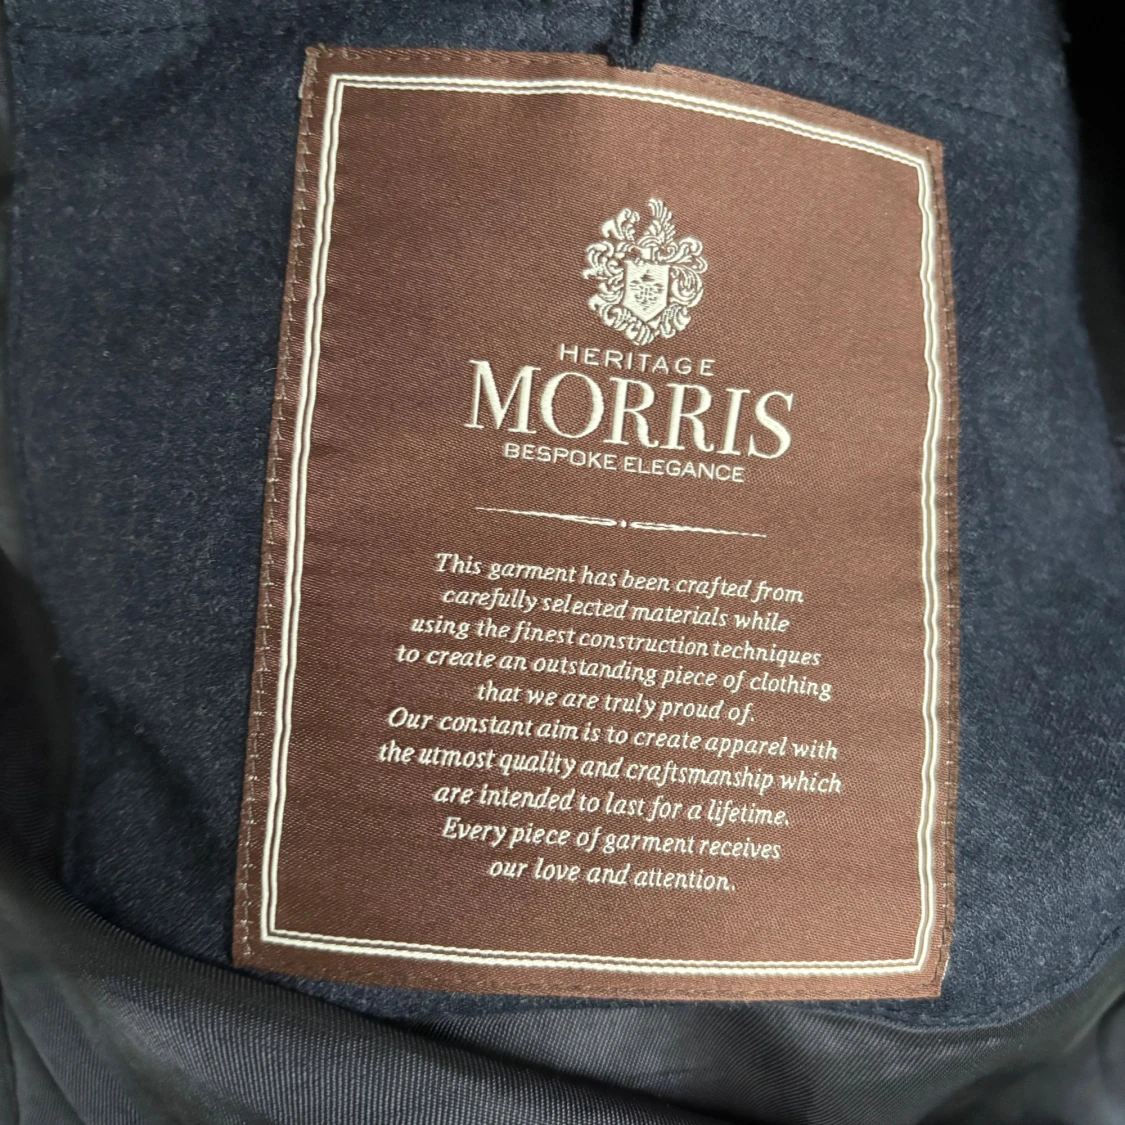 HERITAGE
MORRIS
BESPOKE ELEGANCE
This garment has been crafted from
carefully selected materials while
using the finest construction techniques
to create an outstanding piece of clothing
that we are truly proud of.
Our constant aim is to create apparel with
the utmost quality and craftsmanship which
are intended to last for a lifetime.
Every piece of garment receives
our love and attention.